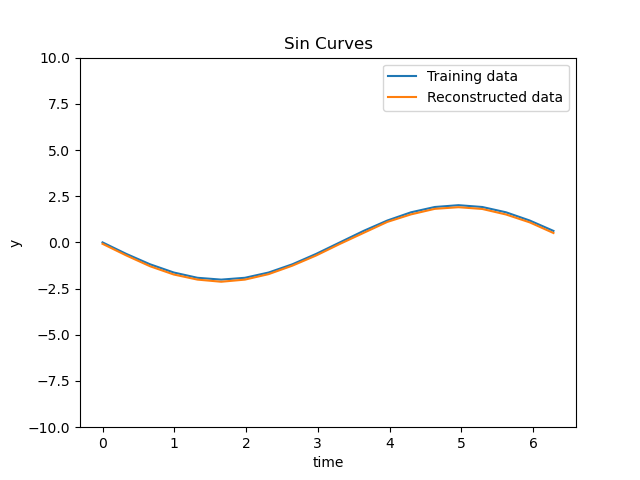 Sin Curves
Training data
Reconstructed data
10.0
7.5
5.0
2.5
0.0
−2.5
−5.0
−7.5
−10.0
y
0 1 2 3 4 5 6
time